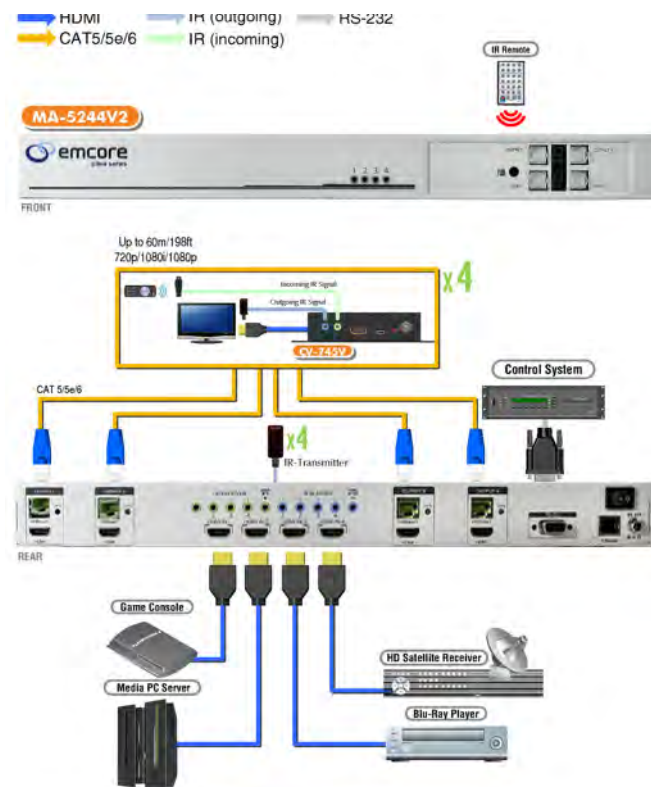 HDMI IR (outgoing) RS-232
CAT5/5e/6 IR (incoming)
IR Remote
MA-5244V2
emcore
1 2 3 4
FRONT
Up to 60m/198ft
720p/1080i/1080p
x4
Incoming IR Signal
Outgoing IR Signal
CV-745V
CAT 5/5e/6
Control System
x4
IR-Transmitter
REAR
Game Console
HD Satellite Receiver
Media PC Server
Blu-Ray Player